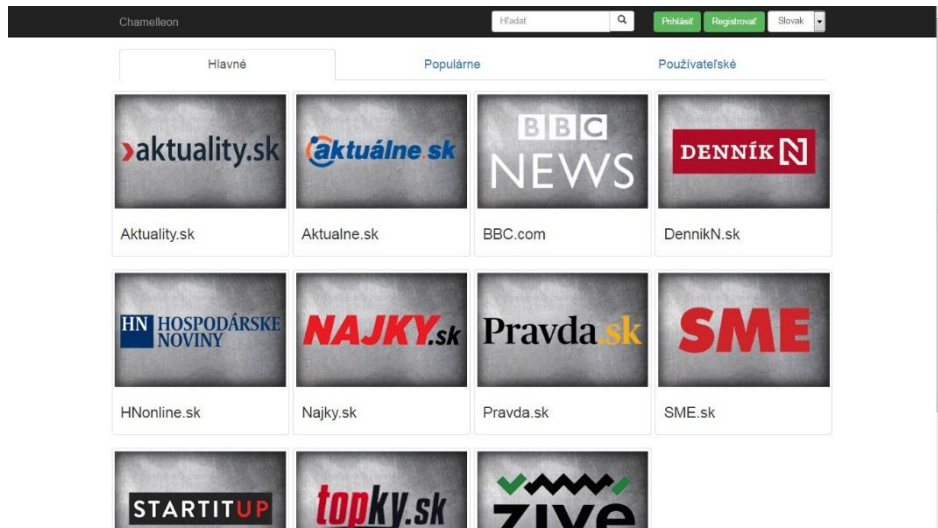 Chamelleon
Hľadať
Prihlásiť
Registrovať
Slovak
Hlavné
Populárne
Používateľské
aktuality.sk
aktuálne.sk
BBC
NEWS
DENNÍK N
Aktuality.sk
Aktualne.sk
BBC.com
DennikN.sk
HN HOSPODÁRSKE
NOVINY
NAJKY.sk
Pravda.sk
SME
HNonline.sk
Najky.sk
Pravda.sk
SME.sk
STARTITUP
topky.sk
živé